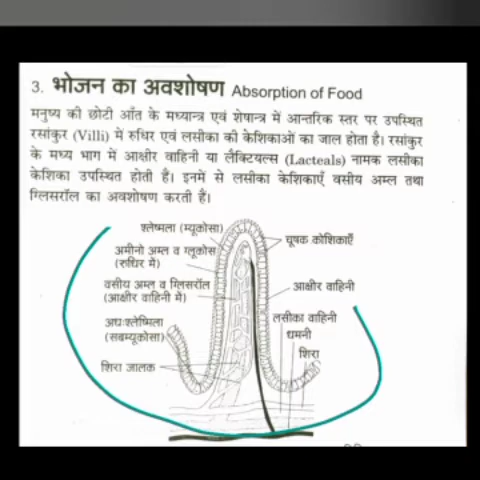 3. भोजन का अवशोषण Absorption of Food
मनुष्य की छोटी आँत के मध्यान्त्र एवं शेषान्त्र में आन्तरिक स्तर पर उपस्थित
रसांकुर (Villi) में रुधिर एवं लसीका की केशिकाओं का जाल होता है। रसांकुर
के मध्य भाग में आक्षीर वाहिनी या लैक्टियल्स (Lacteals) नामक लसीका
केशिका उपस्थित होती है। इनमें से लसीका केशिकाएँ वसीय अम्ल तथा
ग्लिसरॉल का अवशोषण करती हैं।
श्लेष्मला (म्यूकोसा)
चूषक कोशिकाएँ
अमीनो अम्ल व ग्लूकोस
(रुधिर में)
वसीय अम्ल व ग्लिसरॉल
(आक्षीर वाहिनी में)
आक्षीर वाहिनी
अधःश्लेष्मिला
(सबम्यूकोसा)
लसीका वाहिनी
धमनी
शिरा
शिरा जालक